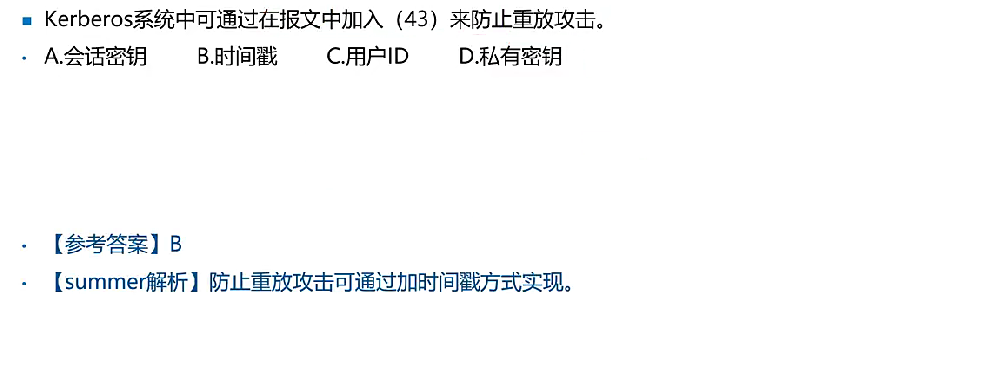 Kerberos系统中可通过在报文中加入（43）来防止重放攻击。
A.会话密钥 B.时间戳 C.用户ID D.私有密钥
【参考答案】B
【summer解析】防止重放攻击可通过加时间戳方式实现。